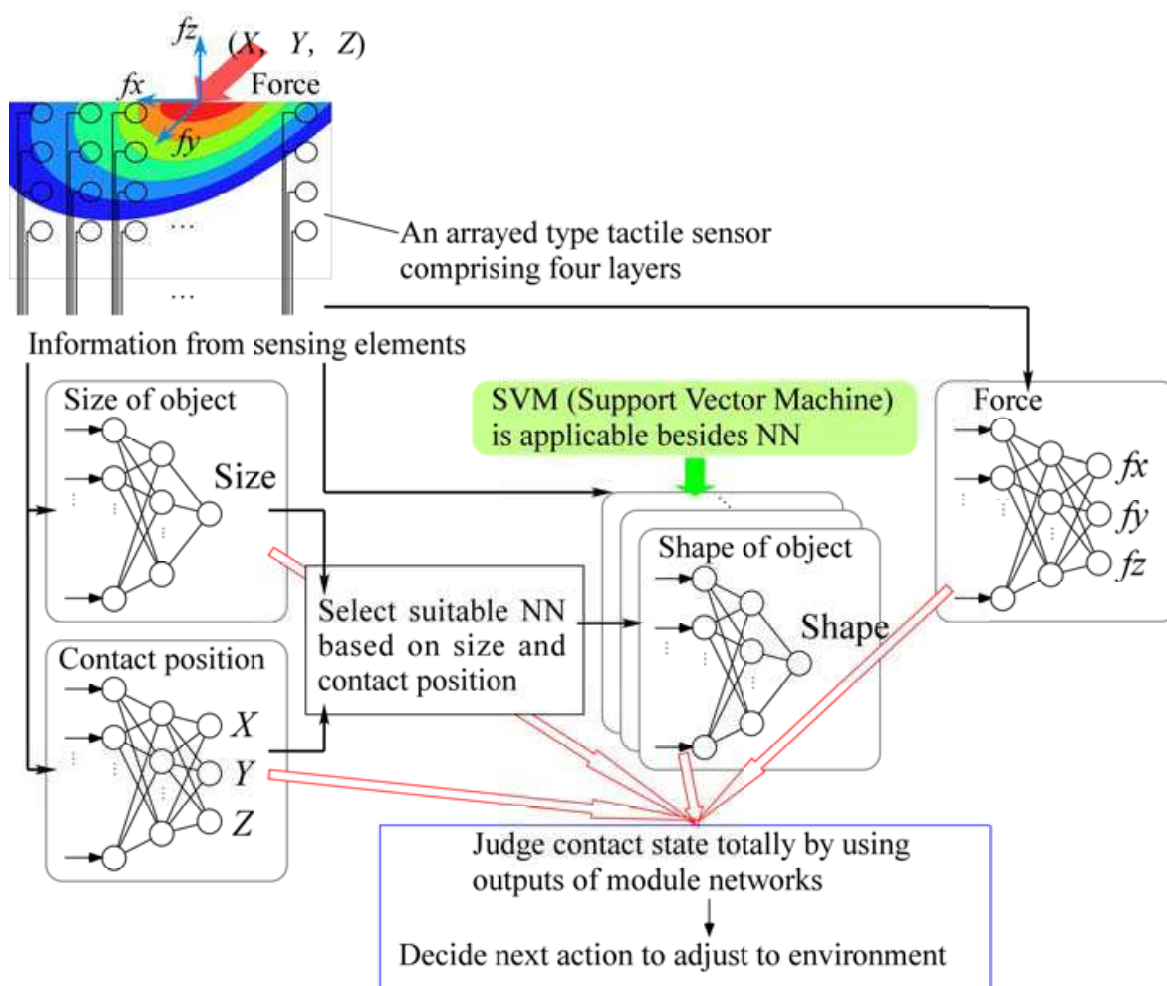 fz
(X, Y, Z)
fx
Force
fy
...
An arrayed type tactile sensor
comprising four layers
...
Information from sensing elements
Size of object
Size
SVM (Support Vector Machine)
is applicable besides NN
Force
fx
fy
fz
Shape of object
Shape
Select suitable NN
based on size and
contact position
Contact position
X
Y
Z
Judge contact state totally by using
outputs of module networks
Decide next action to adjust to environment